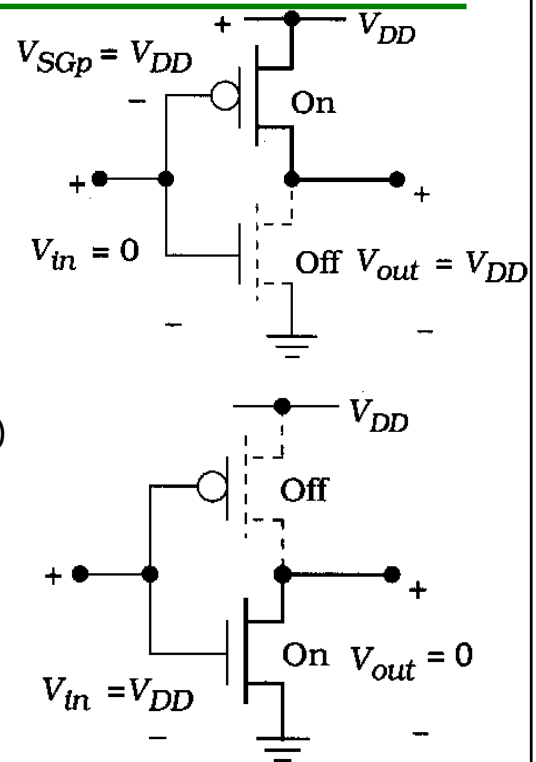 + V_DD
V_SGp = V_DD
−
On
+
+
V_in = 0
Off V_out = V_DD
− −
V_DD
)
Off
+
+
On V_out = 0
V_in = V_DD
− −